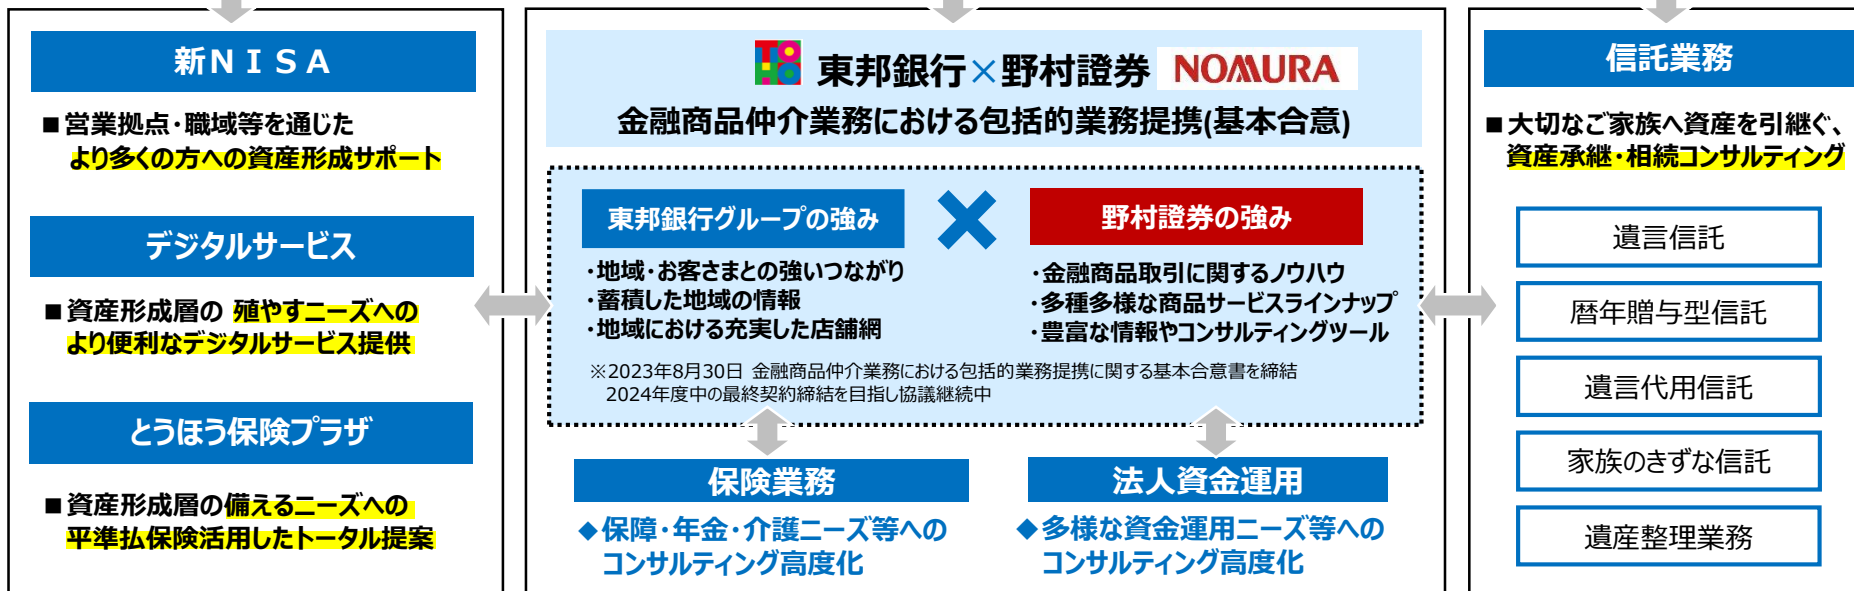 新ＮＩＳＡ
■営業拠点・職域等を通じた
より多くの方への資産形成サポート
デジタルサービス
■資産形成層の 殖やすニーズへの
より便利なデジタルサービス提供
とうほう保険プラザ
■資産形成層の備えるニーズへの
平準払保険活用したトータル提案
TOHO 東邦銀行×野村證券 NOMURA
金融商品仲介業務における包括的業務提携(基本合意)
東邦銀行グループの強み
・地域・お客さまとの強いつながり
・蓄積した地域の情報
・地域における充実した店舗網
野村證券の強み
・金融商品取引に関するノウハウ
・多種多様な商品サービスラインナップ
・豊富な情報やコンサルティングツール
※2023年8月30日 金融商品仲介業務における包括的業務提携に関する基本合意書を締結
2024年度中の最終契約締結を目指し協議継続中
保険業務
◆保障・年金・介護ニーズ等への
コンサルティング高度化
法人資金運用
◆多様な資金運用ニーズ等への
コンサルティング高度化
信託業務
■大切なご家族へ資産を引継ぐ、
資産承継・相続コンサルティング
遺言信託
暦年贈与型信託
遺言代用信託
家族のきずな信託
遺産整理業務